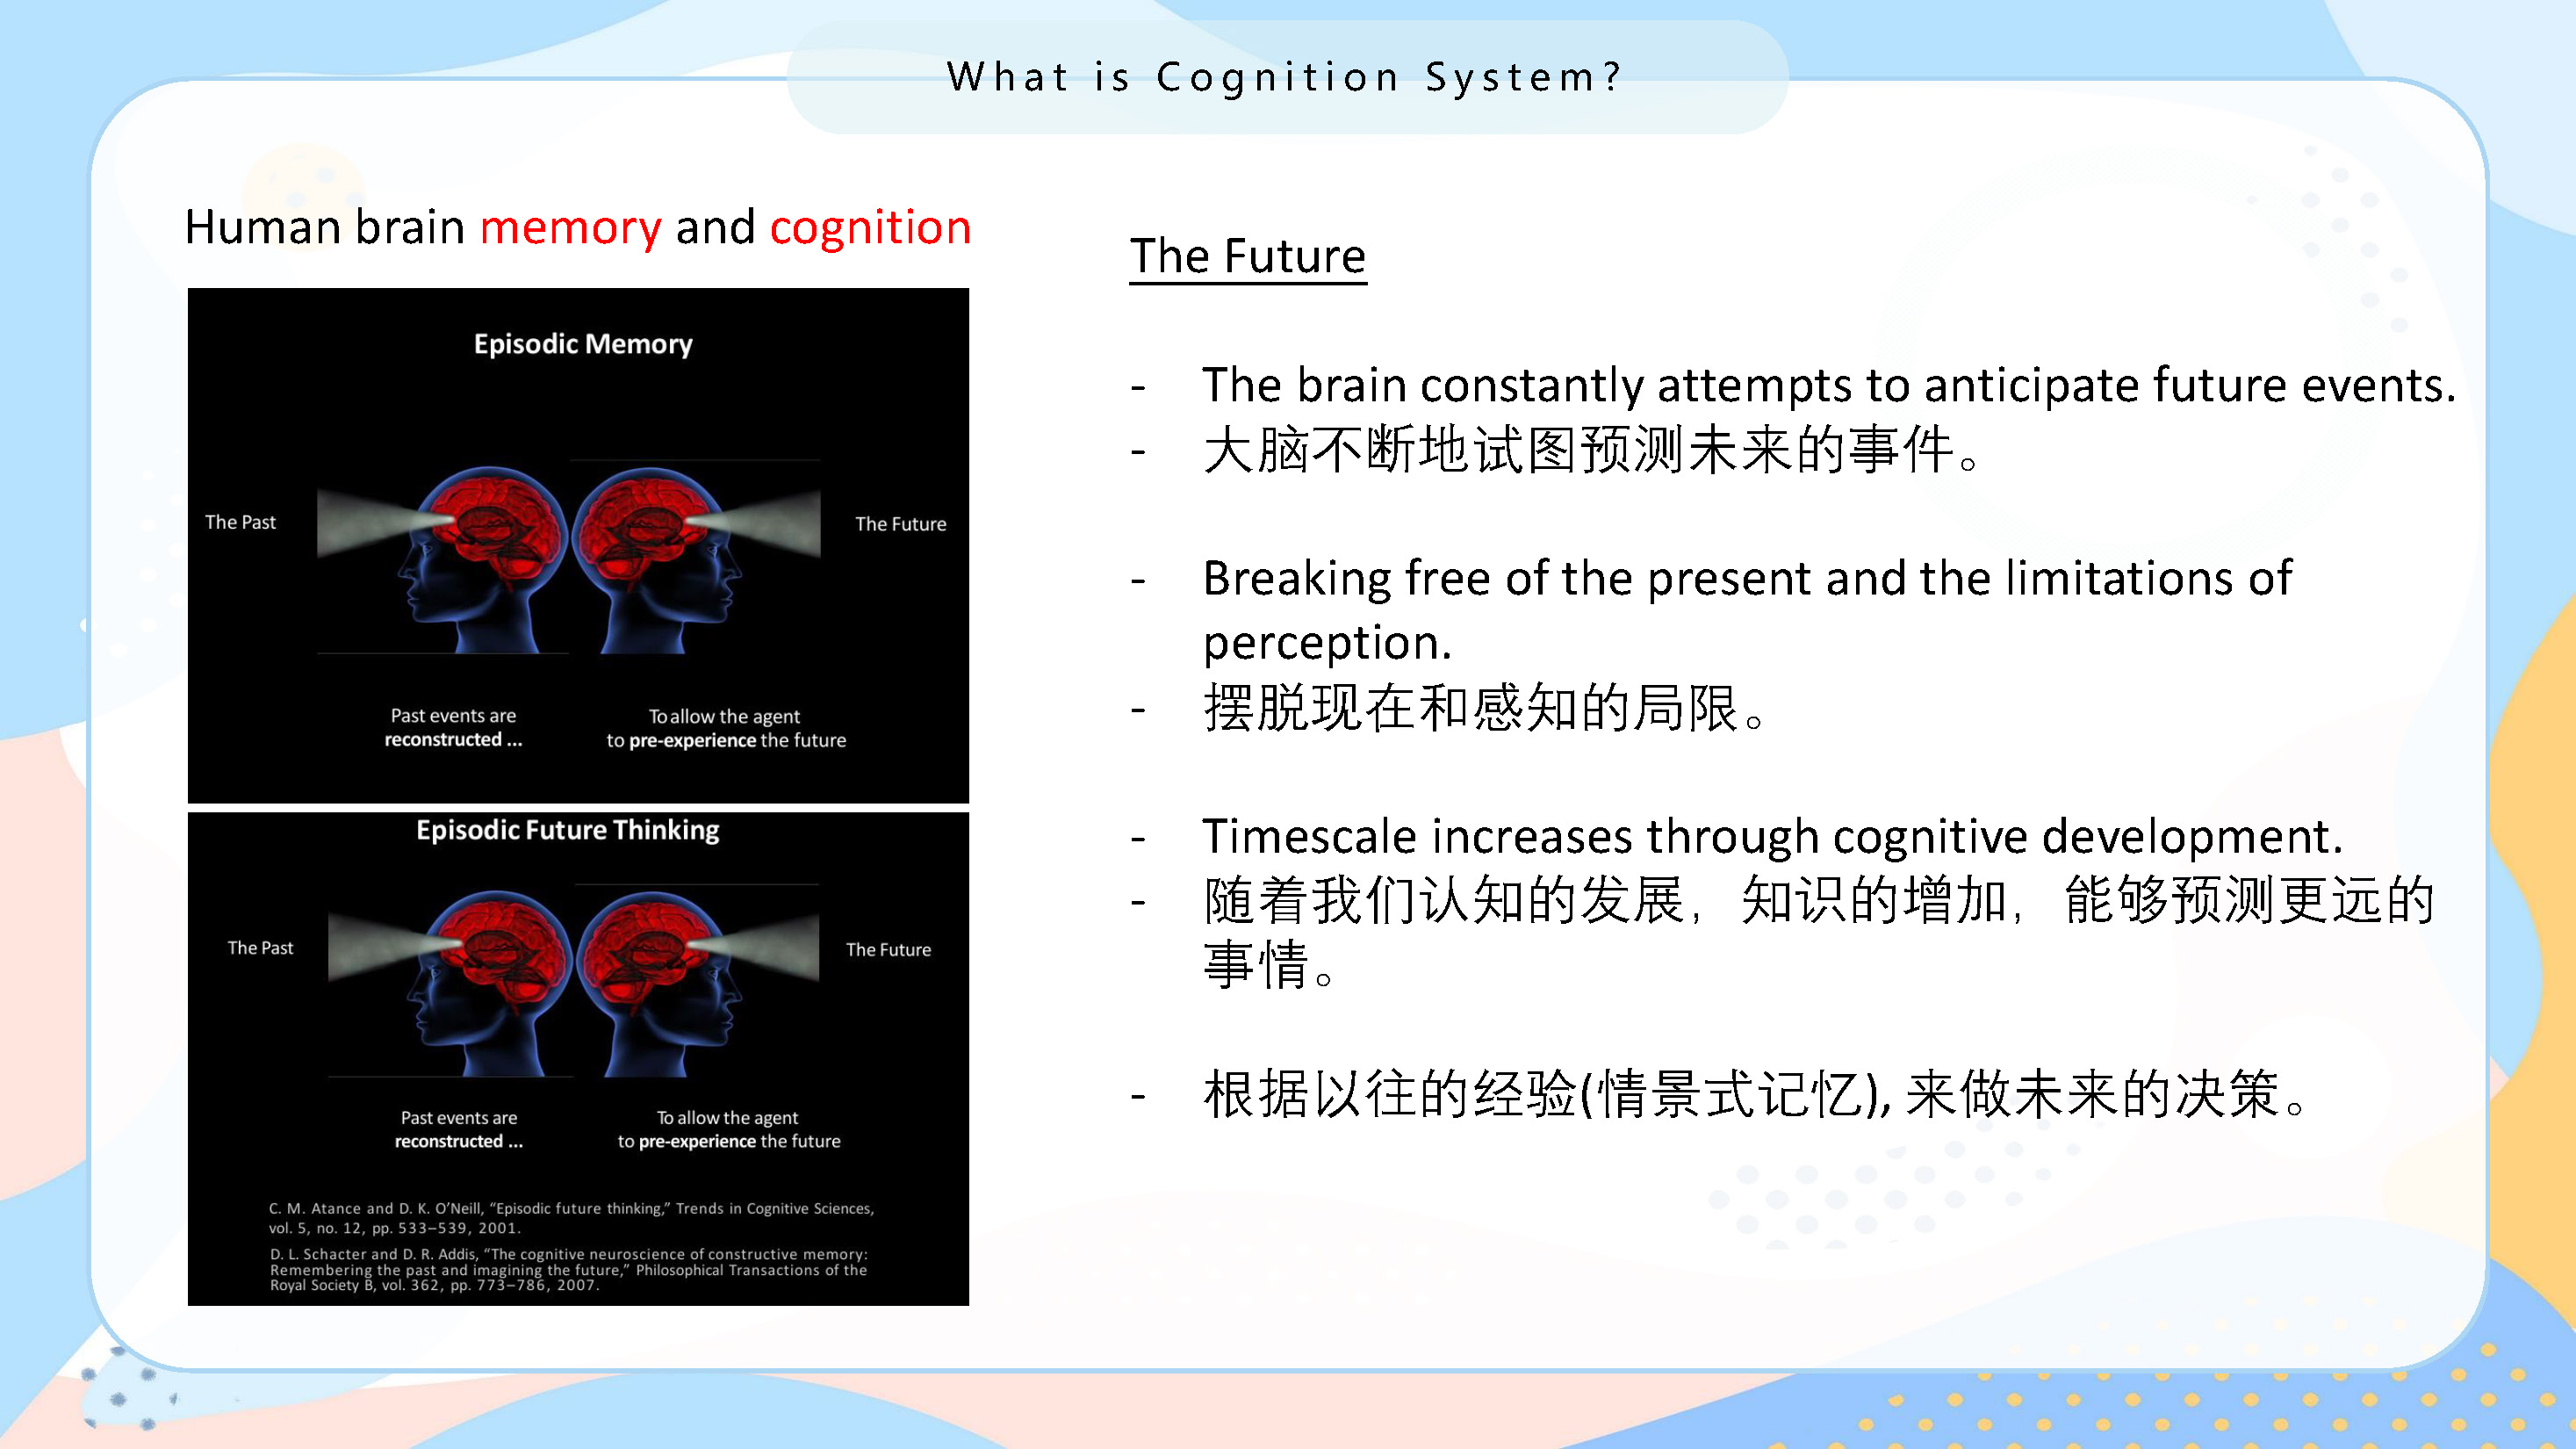 What is Cognition System?
Human brain memory and cognition
Episodic Memory
The Past
The Future
Past events are
reconstructed ...
To allow the agent
to pre-experience the future
Episodic Future Thinking
The Past
The Future
Past events are
reconstructed ...
To allow the agent
to pre-experience the future
C. M. Atance and D. K. O’Neill, “Episodic future thinking,” Trends in Cognitive Sciences,
vol. 5, no. 12, pp. 533–539, 2001.
D. L. Schacter and D. R. Addis, “The cognitive neuroscience of constructive memory:
Remembering the past and imagining the future,” Philosophical Transactions of the
Royal Society B, vol. 362, pp. 773–786, 2007.
The Future
- The brain constantly attempts to anticipate future events.
- 大脑不断地试图预测未来的事件。
- Breaking free of the present and the limitations of
perception.
- 摆脱现在和感知的局限。
- Timescale increases through cognitive development.
- 随着我们认知的发展，知识的增加，能够预测更远的
事情。
- 根据以往的经验(情景式记忆), 来做未来的决策。